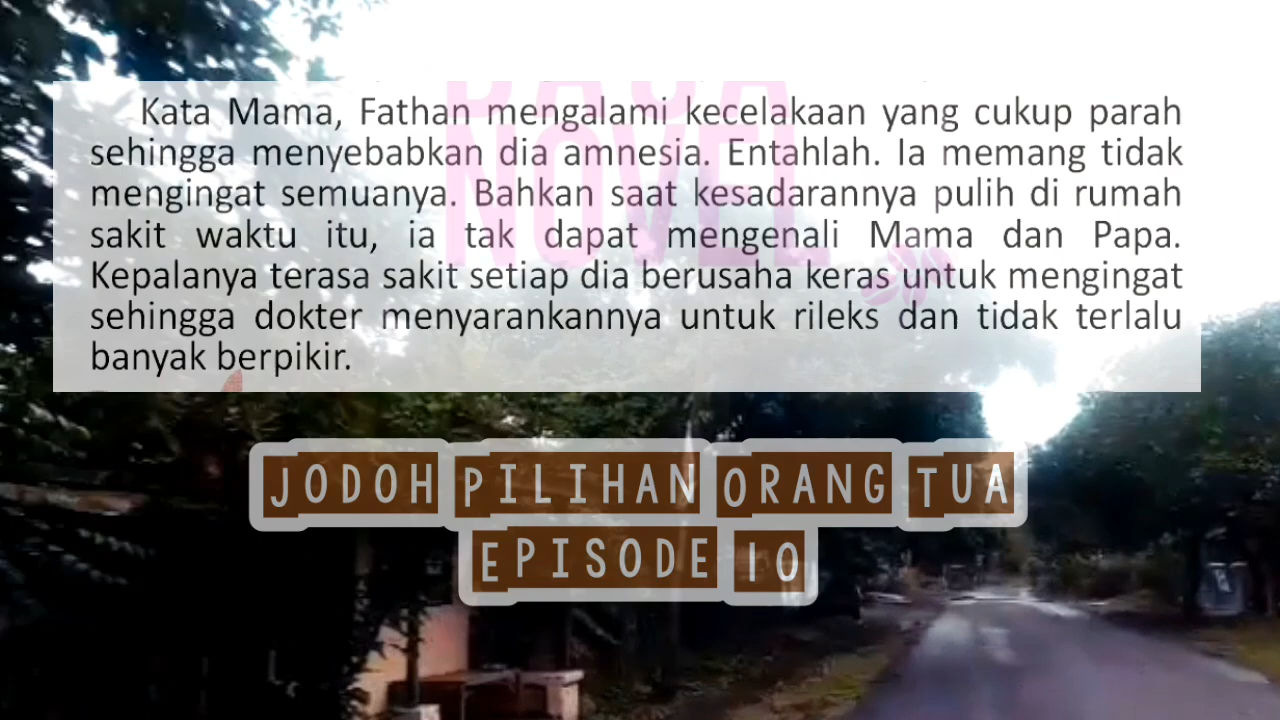 Kata Mama, Fathan mengalami kecelakaan yang cukup parah
sehingga menyebabkan dia amnesia. Entahlah. Ia memang tidak
mengingat semuanya. Bahkan saat kesadarannya pulih di rumah
sakit waktu itu, ia tak dapat mengenali Mama dan Papa.
Kepalanya terasa sakit setiap dia berusaha keras untuk mengingat
sehingga dokter menyarankannya untuk rileks dan tidak terlalu
banyak berpikir.
NOVEL
JODOH PILIHAN ORANG TUA
EPISODE 10